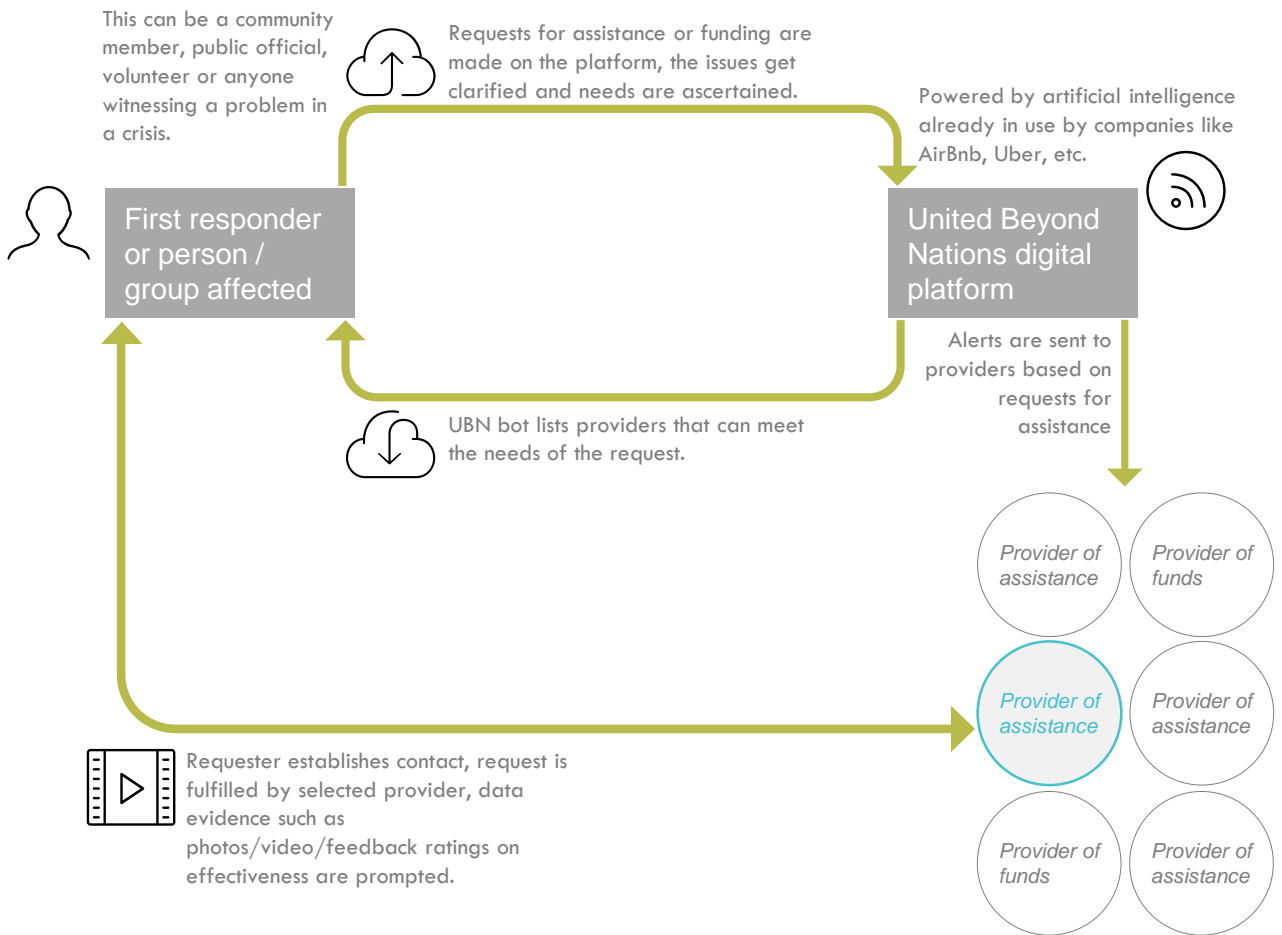 This can be a community
member, public official,
volunteer or anyone
witnessing a problem in
a crisis.
Requests for assistance or funding are
made on the platform, the issues get
clarified and needs are ascertained.
Powered by artificial intelligence
already in use by companies like
AirBnb, Uber, etc.
First responder
or person /
group affected
United Beyond
Nations digital
platform
Alerts are sent to
providers based on
requests for
assistance
UBN bot lists providers that can meet
the needs of the request.
Provider of
assistance
Provider of
funds
Provider of
assistance
Provider of
assistance
Requester establishes contact, request is
fulfilled by selected provider, data
evidence such as
photos/video/feedback ratings on
effectiveness are prompted.
Provider of
funds
Provider of
assistance